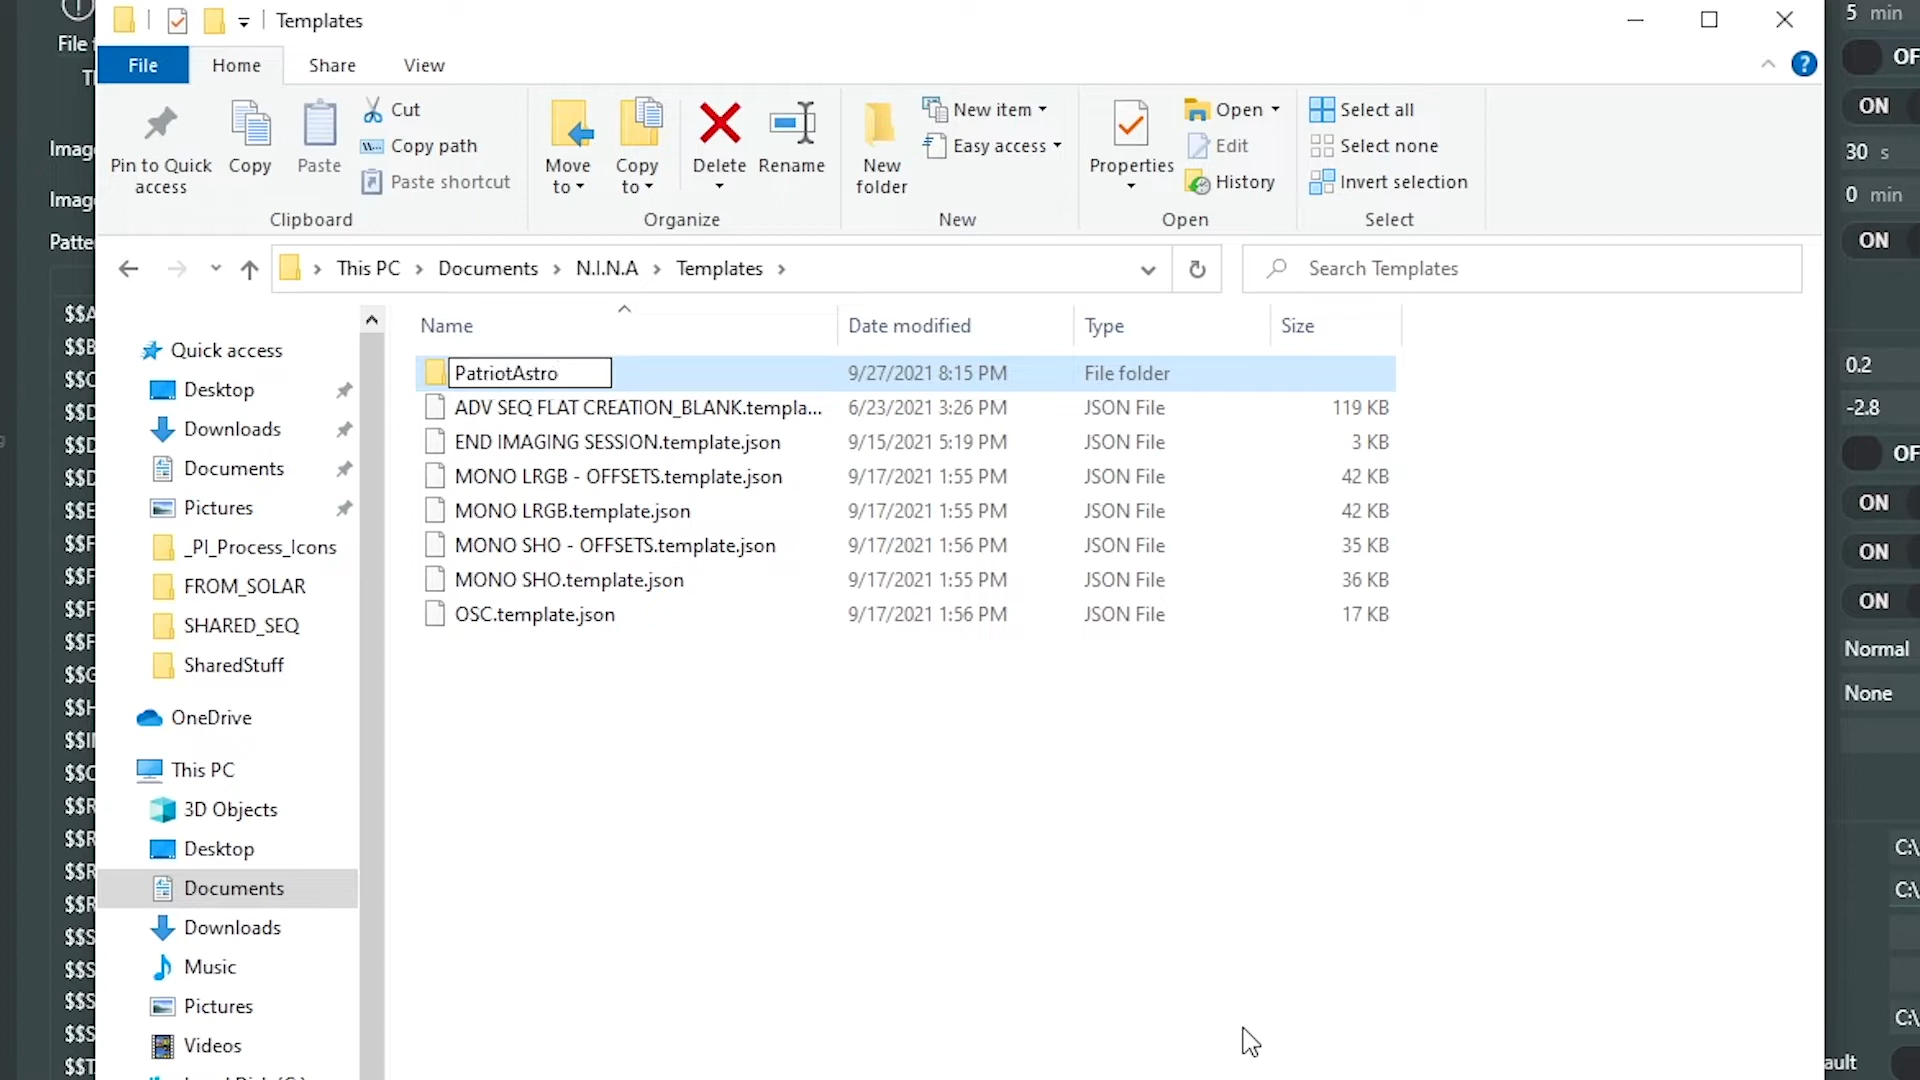 Templates
File
Home
Share
View
Pin to Quick access
Copy
Paste
Cut
Copy path
Paste shortcut
Clipboard
Move to
Copy to
Delete
Rename
Organize
New folder
New item
Easy access
New
Properties
Open
Edit
History
Open
Select all
Select none
Invert selection
Select
This PC > Documents > N.I.N.A > Templates >
Search Templates
Name Date modified Type Size
PatriotAstro 9/27/2021 8:15 PM File folder
ADV SEQ FLAT CREATION_BLANK.templa... 6/23/2021 3:26 PM JSON File 119 KB
END IMAGING SESSION.template.json 9/15/2021 5:19 PM JSON File 3 KB
MONO LRGB - OFFSETS.template.json 9/17/2021 1:55 PM JSON File 42 KB
MONO LRGB.template.json 9/17/2021 1:55 PM JSON File 42 KB
MONO SHO - OFFSETS.template.json 9/17/2021 1:56 PM JSON File 35 KB
MONO SHO.template.json 9/17/2021 1:55 PM JSON File 36 KB
OSC.template.json 9/17/2021 1:56 PM JSON File 17 KB
Quick access
Desktop
Downloads
Documents
Pictures
_PI_Process_Icons
FROM_SOLAR
SHARED_SEQ
SharedStuff
OneDrive
This PC
3D Objects
Desktop
Documents
Downloads
Music
Pictures
Videos
File
Imag
Imag
Patte
$$A
$$B
$$C
$$D
$$D
$$D
$$E
$$F
$$F
$$F
$$F
$$G
$$H
$$I
$$C
$$R
$$R
$$R
$$R
$$S
$$S
$$S
$$S
$$T
5 min
OF
ON
30 s
0 min
ON
0.2
-2.8
OF
ON
ON
ON
Normal
None
C:\
C:\
C:\
ault